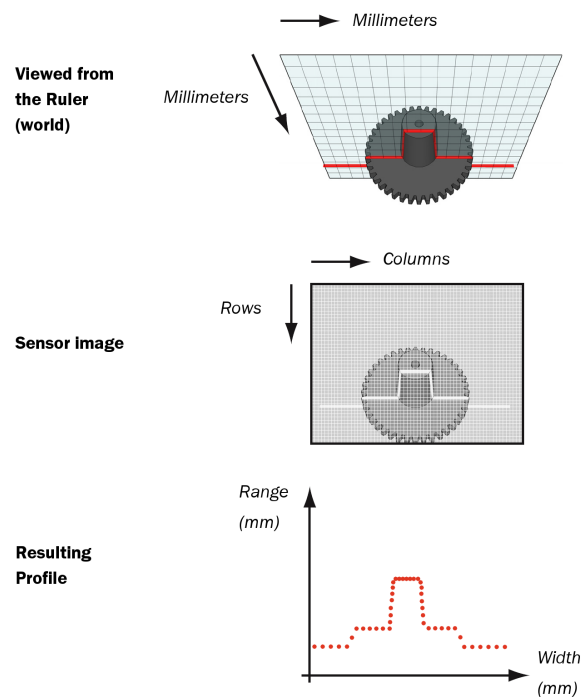 Millimeters
Viewed from
the Ruler
(world)
Millimeters
Columns
Rows
Sensor image
Range
(mm)
Resulting
Profile
Width
(mm)